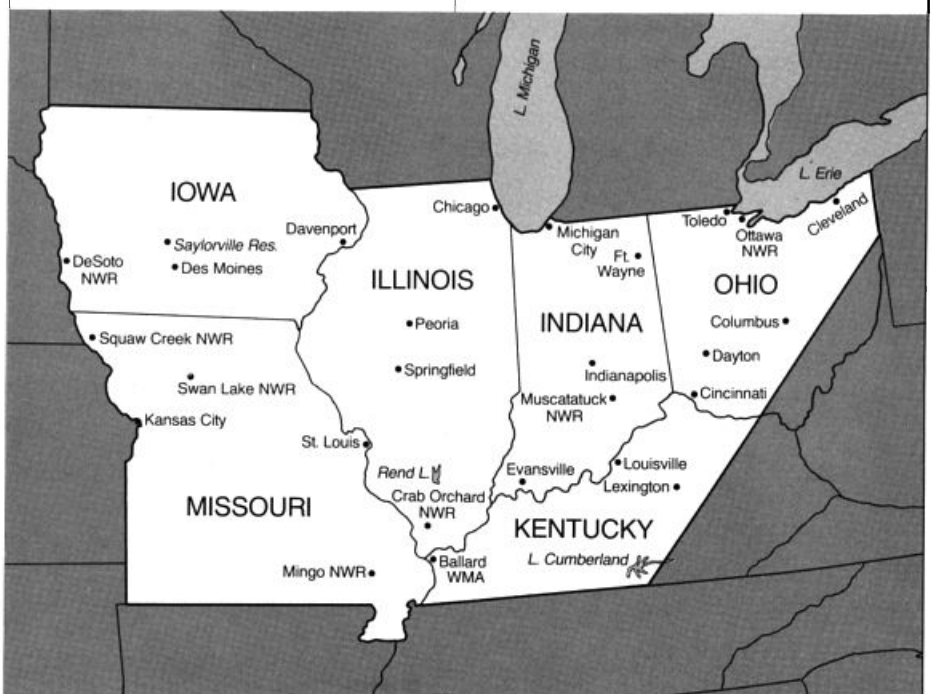 L. Michigan
L. Erie
IOWA
Chicago
Toledo
Cleveland
Davenport
Michigan
City
Ottawa
NWR
Saylorville Res.
Ft.
Wayne
DeSoto
NWR
Des Moines
ILLINOIS
OHIO
Peoria
INDIANA
Columbus
Squaw Creek NWR
Dayton
Springfield
Indianapolis
Swan Lake NWR
Cincinnati
Muscatatuck
NWR
Kansas City
St. Louis
Rend L.
Evansville
Louisville
Lexington
Crab Orchard
NWR
MISSOURI
KENTUCKY
L. Cumberland
Ballard
WMA
Mingo NWR